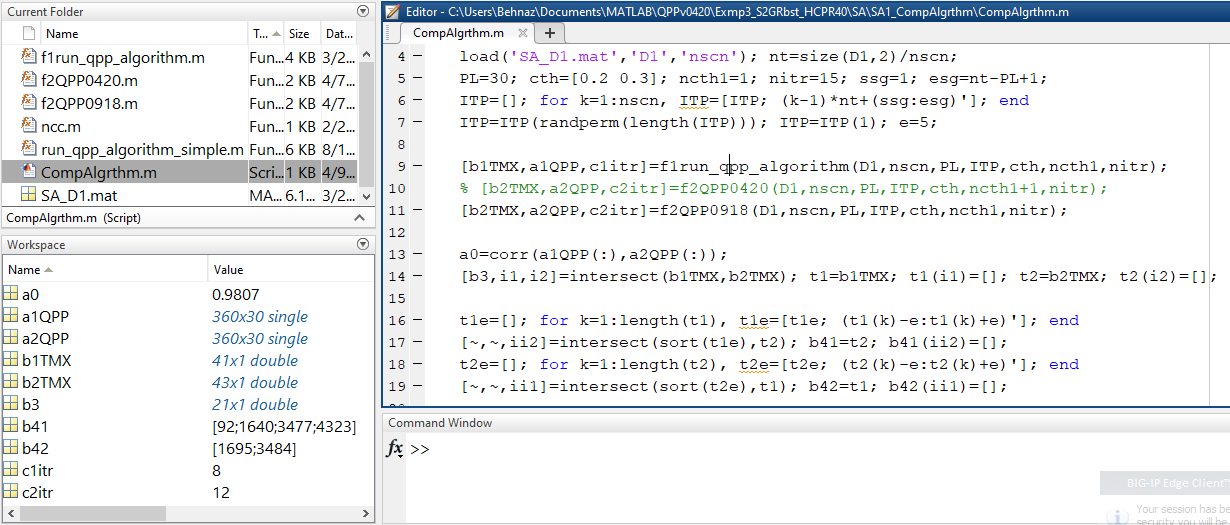 Current Folder
Name T... Size Dat...
f1run_qpp_algorithm.m Fun... 4 KB 3/2...
f2QPP0420.m Fun... 2 KB 4/7...
f2QPP0918.m Fun... 2 KB 4/7...
ncc.m Fun... 1 KB 2/2...
run_qpp_algorithm_simple.m Fun... 6 KB 8/1...
CompAlgrthm.m Scri... 1 KB 4/9...
SA_D1.mat MA... 6.1... 3/2...
CompAlgrthm.m (Script)
Workspace
Name Value
a0 0.9807
a1QPP 360x30 single
a2QPP 360x30 single
b1TMX 41x1 double
b2TMX 43x1 double
b3 21x1 double
b41 [92;1640;3477;4323]
b42 [1695;3484]
c1itr 8
c2itr 12
Editor - C:\Users\Behnaz\Documents\MATLAB\QPPv0420\Exmp3_S2GRbst_HCPR40\SA\SA1_CompAlgrthm\CompAlgrthm.m
CompAlgrthm.m
4 – load('SA_D1.mat','D1','nscn'); nt=size(D1,2)/nscn;
5 – PL=30; cth=[0.2 0.3]; ncth1=1; nitr=15; ssg=1; esg=nt-PL+1;
6 – ITP=[]; for k=1:nscn, ITP=[ITP; (k-1)*nt+(ssg:esg)']; end
7 – ITP=ITP(randperm(length(ITP))); ITP=ITP(1); e=5;
8
9 – [b1TMX,a1QPP,c1itr]=f1run_qpp_algorithm(D1,nscn,PL,ITP,cth,ncth1,nitr);
10 % [b2TMX,a2QPP,c2itr]=f2QPP0420(D1,nscn,PL,ITP,cth,ncth1+1,nitr);
11 – [b2TMX,a2QPP,c2itr]=f2QPP0918(D1,nscn,PL,ITP,cth,ncth1,nitr);
12
13 – a0=corr(a1QPP(:),a2QPP(:));
14 – [b3,i1,i2]=intersect(b1TMX,b2TMX); t1=b1TMX; t1(i1)=[]; t2=b2TMX; t2(i2)=[];
15
16 – t1e=[]; for k=1:length(t1), t1e=[t1e; (t1(k)-e:t1(k)+e)']; end
17 – [~,~,ii2]=intersect(sort(t1e),t2); b41=t2; b41(ii2)=[];
18 – t2e=[]; for k=1:length(t2), t2e=[t2e; (t2(k)-e:t2(k)+e)']; end
19 – [~,~,ii1]=intersect(sort(t2e),t1); b42=t1; b42(ii1)=[];
Command Window
fx >>
BIG-IP Edge Client™
Your session has be
security, you will be